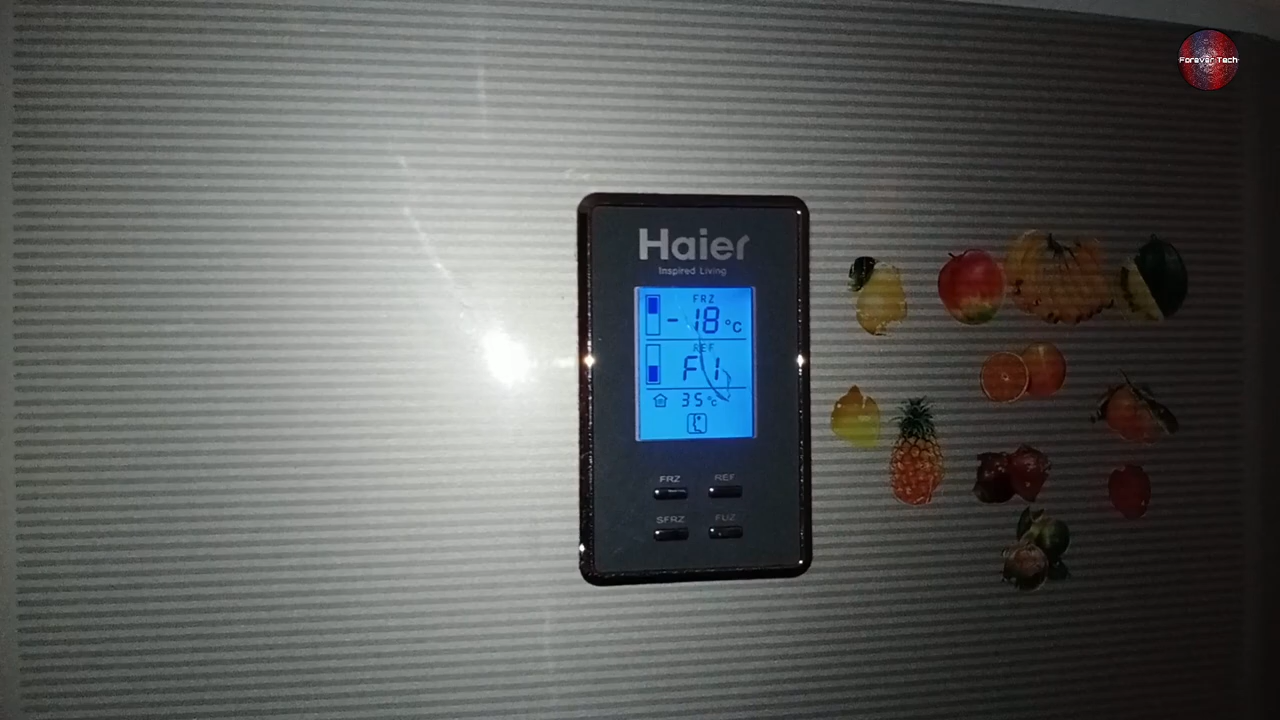 Forever Tech
Haier
Inspired Living
FRZ
-18 °C
REF
F1
35 °C
FRZ REF
SFRZ FUZ